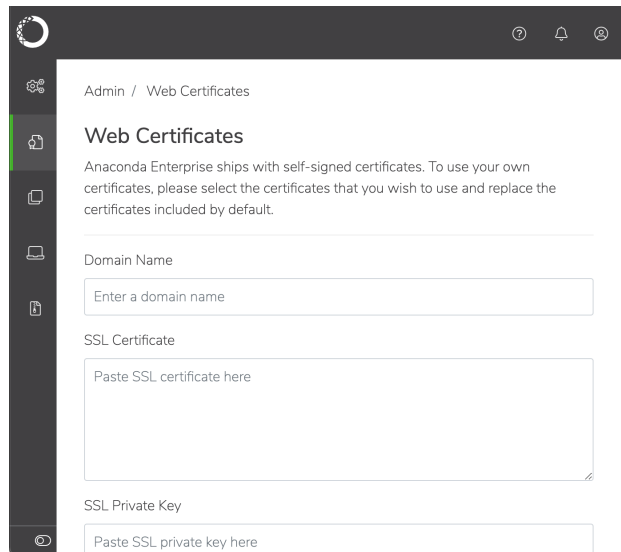 Admin / Web Certificates
Web Certificates
Anaconda Enterprise ships with self-signed certificates. To use your own
certificates, please select the certificates that you wish to use and replace the
certificates included by default.
Domain Name
Enter a domain name
SSL Certificate
Paste SSL certificate here
SSL Private Key
Paste SSL private key here